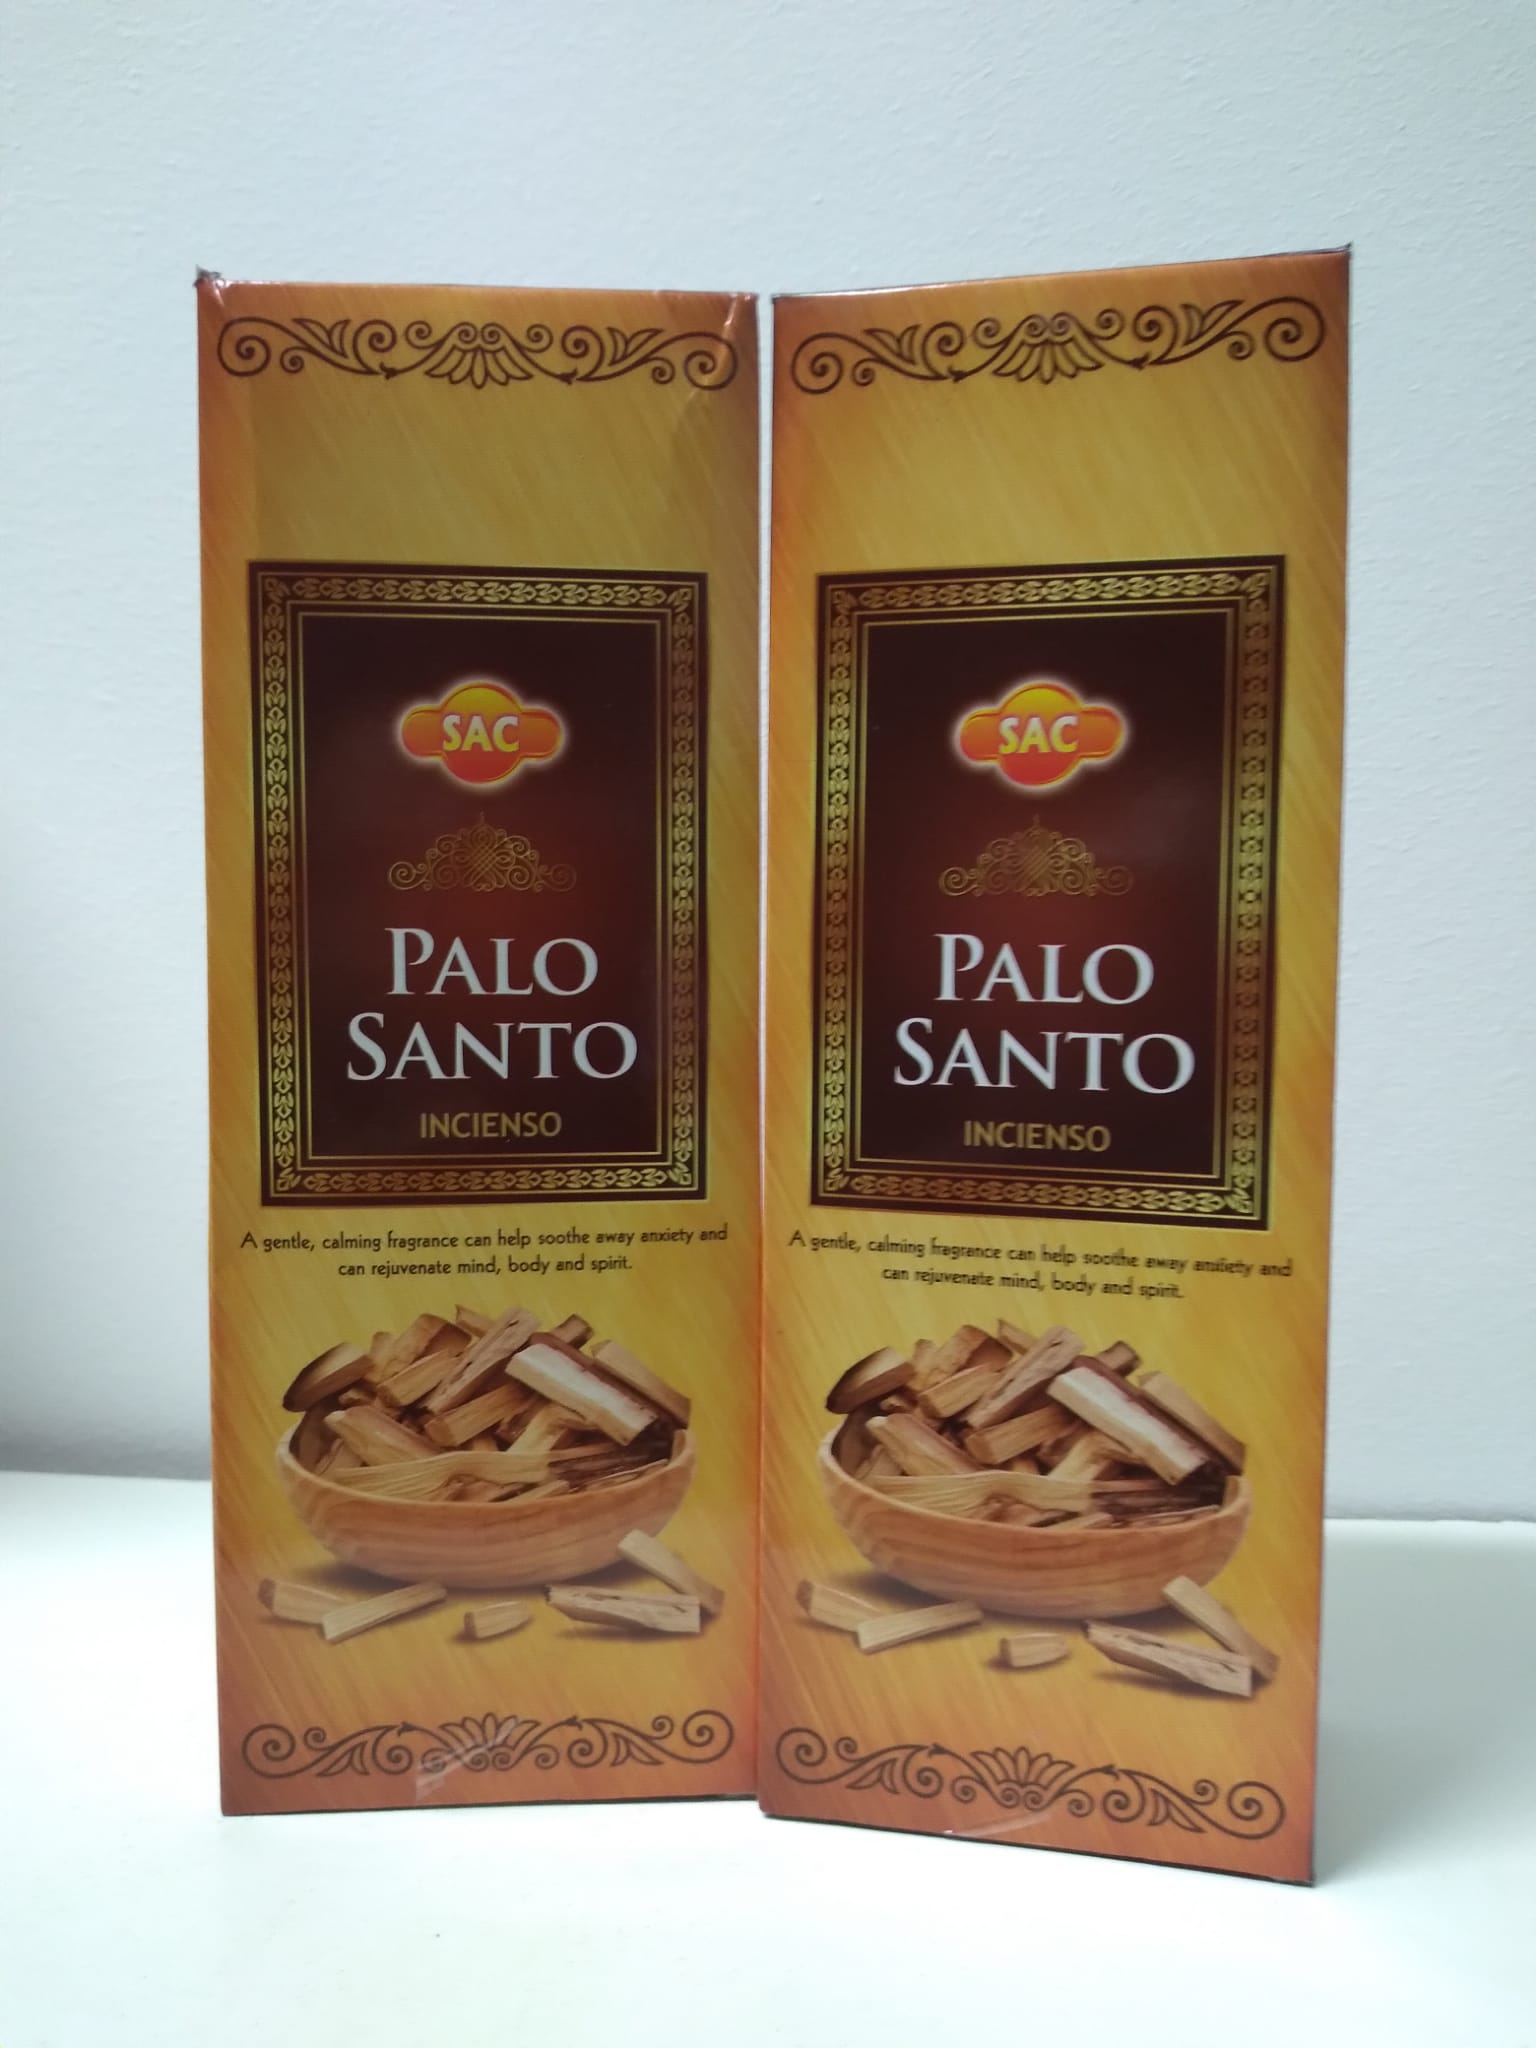 SAC
PALO
SANTO
INCIENSO
A gentle, calming fragrance can help soothe away anxiety and
can rejuvenate mind, body and spirit.
SAC
PALO
SANTO
INCIENSO
A gentle, calming fragrance can help soothe away anxiety and
can rejuvenate mind, body and spirit.